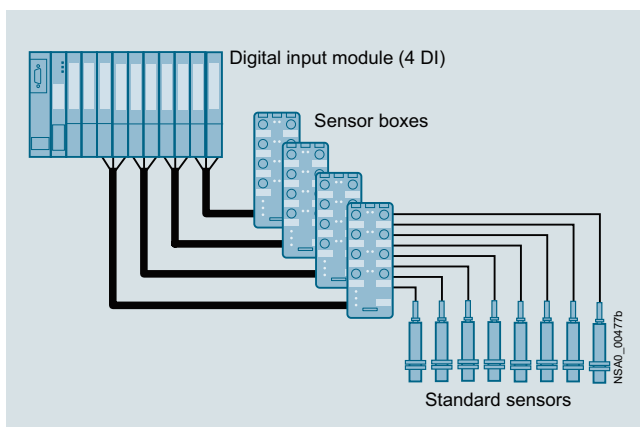 Digital input module (4 DI)
Sensor boxes
Standard sensors
NSA0_00477b